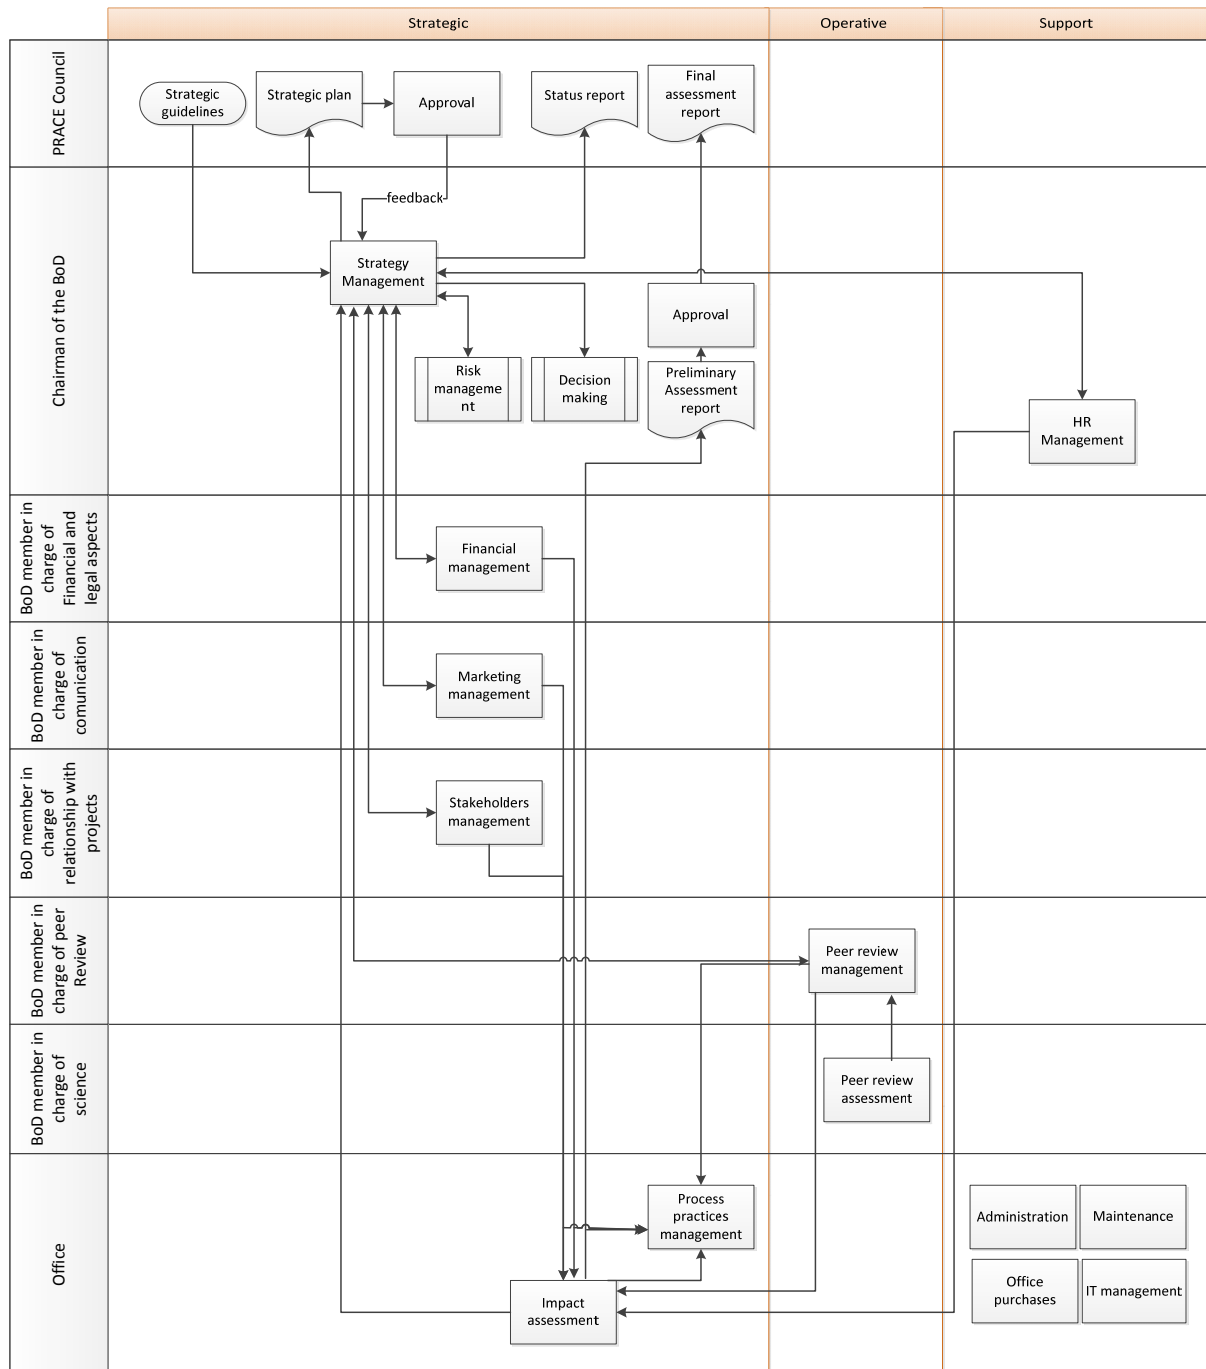 Strategic
Operative
Support
PRACE Council
Strategic
guidelines
Strategic plan
Approval
Status report
Final
assessment
report
Chairman of the BoD
feedback
Strategy
Management
Approval
Risk
manageme
nt
Decision
making
Preliminary
Assessment
report
HR
Management
BoD member in
charge of
Financial and
legal aspects
Financial
management
BoD member in
charge of
comunication
Marketing
management
BoD member in
charge of
relationship with
projects
Stakeholders
management
BoD member in
charge of peer
Review
Peer review
management
BoD member in
charge of
science
Peer review
assessment
Office
Process
practices
management
Administration
Maintenance
Impact
assessment
Office
purchases
IT management